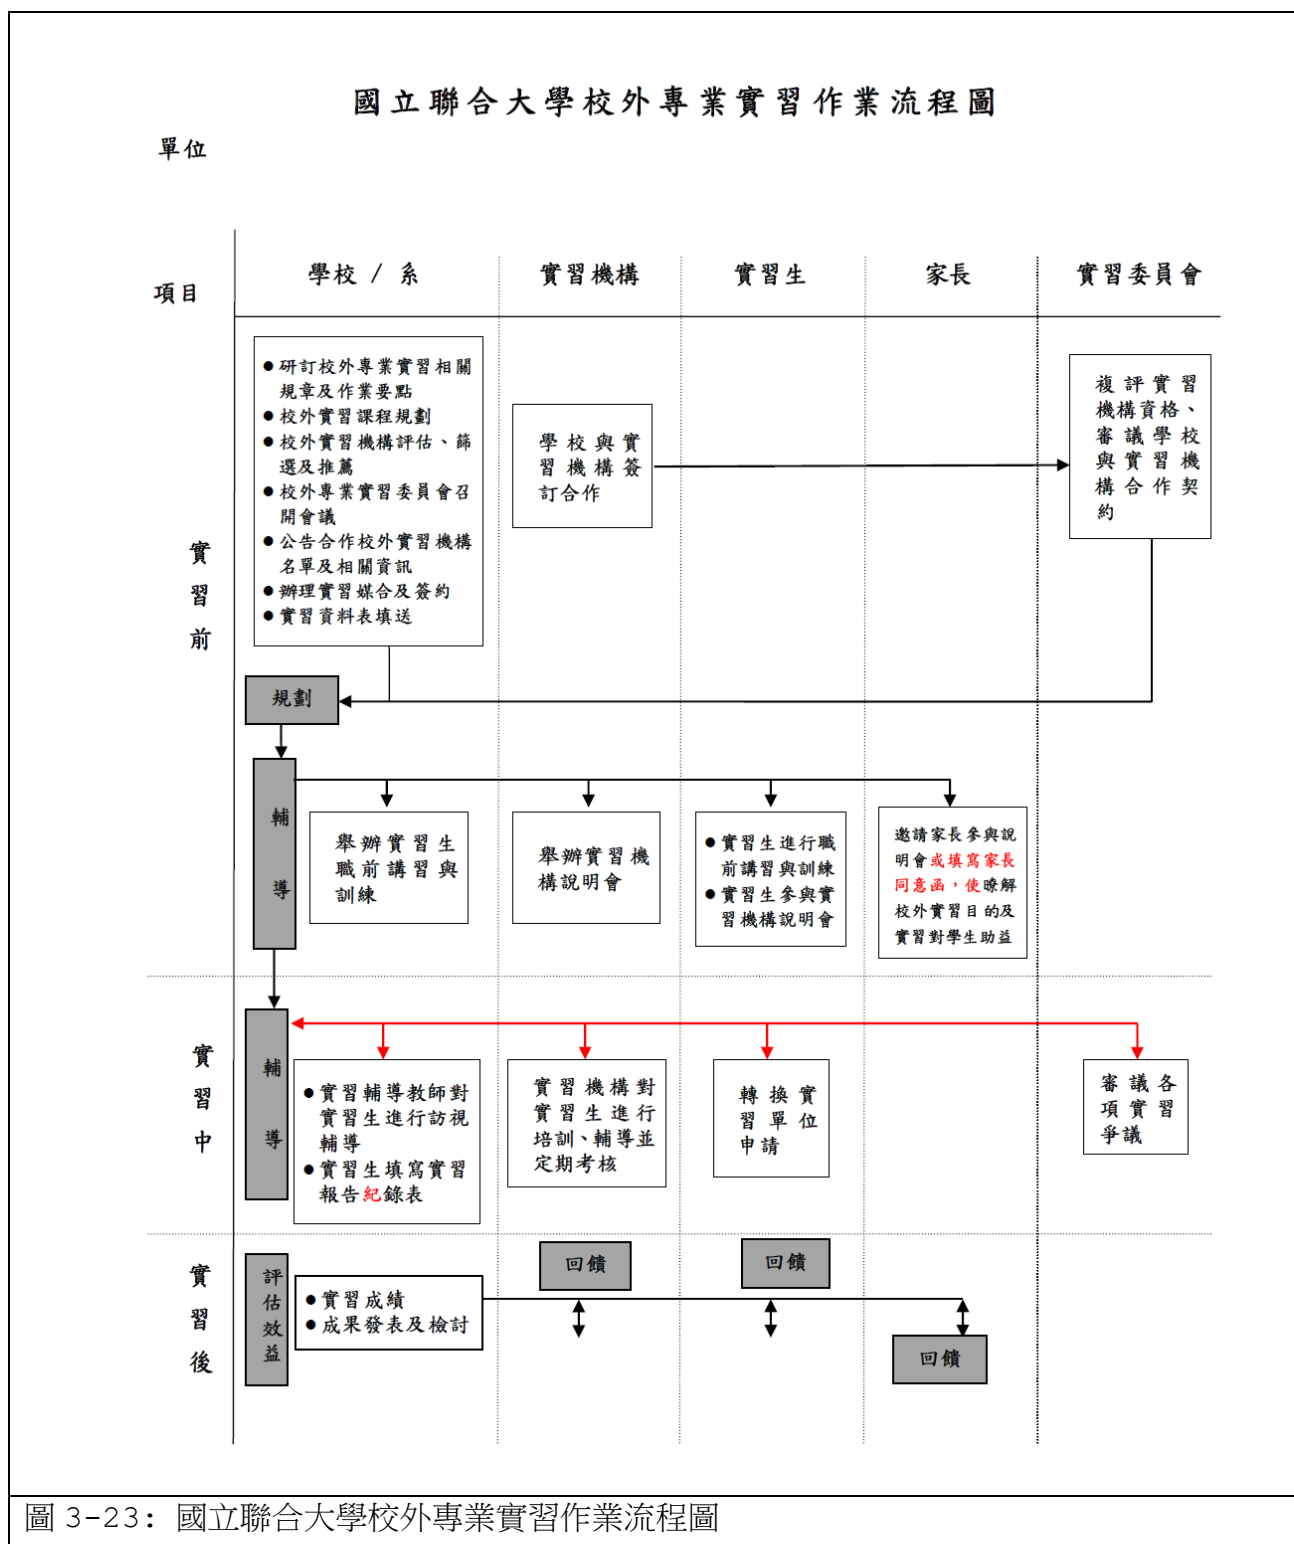 國立聯合大學校外專業實習作業流程圖
單位
項目
學校 / 系
實習機構
實習生
家長
實習委員會
實
習
前
●研訂校外專業實習相關
規章及作業要點
●校外實習課程規劃
●校外實習機構評估、篩
選及推薦
●校外專業實習委員會召
開會議
●公告合作校外實習機構
名單及相關資訊
●辦理實習媒合及簽約
●實習資料表填送
學校與實
習機構簽
訂合作
複評實習
機構資格、
審議學校
與實習機
構合作契
約
規劃
輔
導
舉辦實習生
職前講習與
訓練
舉辦實習機
構說明會
●實習生進行職
前講習與訓練
●實習生參與實
習機構說明會
邀請家長參與說
明會或填寫家長
同意函，使瞭解
校外實習目的及
實習對學生助益
實
習
中
輔
導
●實習輔導教師對
實習生進行訪視
輔導
●實習生填寫實習
報告紀錄表
實習機構對
實習生進行
培訓、輔導並
定期考核
轉換實
習單位
申請
審議各
項實習
爭議
實
習
後
評
估
效
益
●實習成績
●成果發表及檢討
回饋
回饋
回饋
圖 3-23: 國立聯合大學校外專業實習作業流程圖